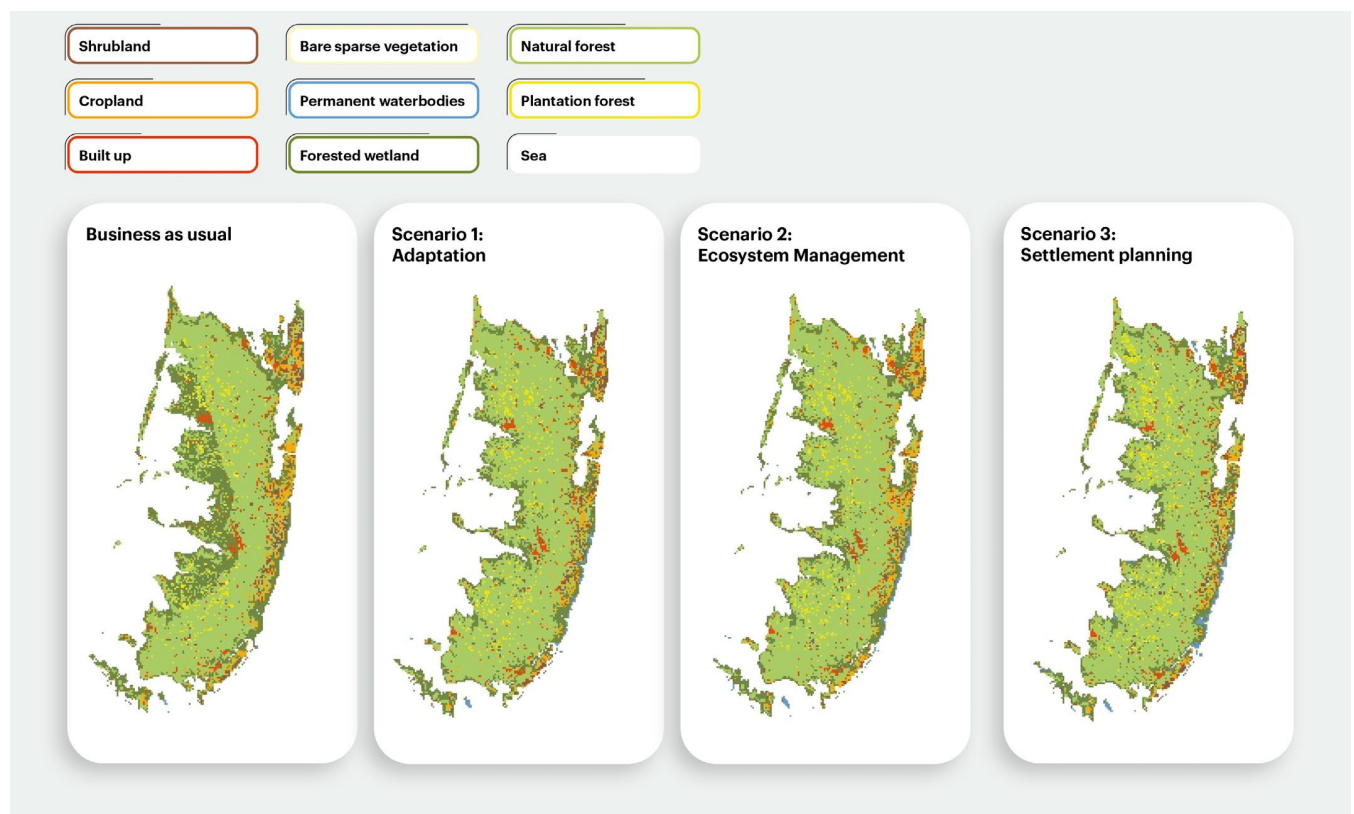 Shrubland
Bare sparse vegetation
Natural forest
Cropland
Permanent waterbodies
Plantation forest
Built up
Forested wetland
Sea
Business as usual
Scenario 1:
Adaptation
Scenario 2:
Ecosystem Management
Scenario 3:
Settlement planning